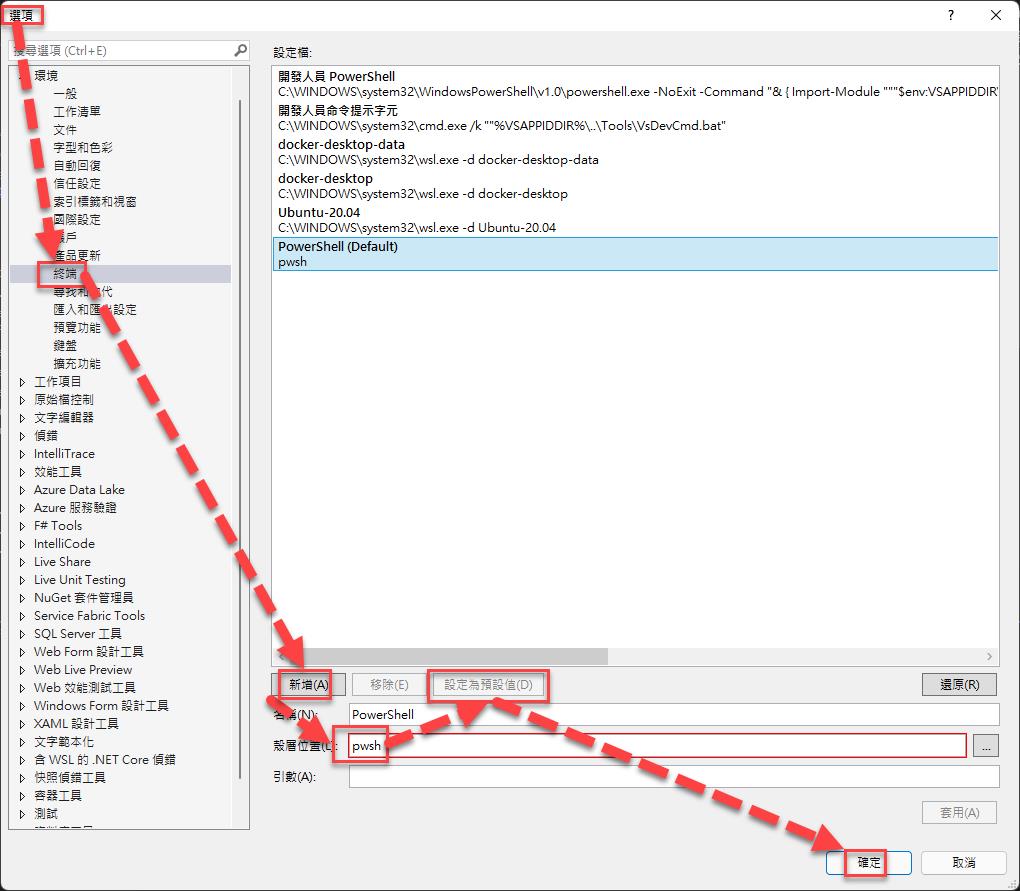 選項
?
搜尋選項 (Ctrl+E)
環境
一般
工作清單
文件
字型和色彩
自動回復
信任設定
索引標籤和視窗
國際設定
帳戶
產品更新
終端
尋找和取代
匯入和匯出設定
預覽功能
鍵盤
擴充功能
工作項目
原始檔控制
文字編輯器
偵錯
IntelliTrace
效能工具
Azure Data Lake
Azure 服務驗證
F# Tools
IntelliCode
Live Share
Live Unit Testing
NuGet 套件管理員
Service Fabric Tools
SQL Server 工具
Web Form 設計工具
Web Live Preview
Web 效能測試工具
Windows Form 設計工具
XAML 設計工具
文字範本化
含 WSL 的 .NET Core 偵錯
快照偵錯工具
容器工具
測試
設定檔:
開發人員 PowerShell
C:\WINDOWS\system32\WindowsPowerShell\v1.0\powershell.exe -NoExit -Command "& { Import-Module """$env:VSAPPIDDIR\
開發人員命令提示字元
C:\WINDOWS\system32\cmd.exe /k ""%VSAPPIDDIR%\..\Tools\VsDevCmd.bat"
docker-desktop-data
C:\WINDOWS\system32\wsl.exe -d docker-desktop-data
docker-desktop
C:\WINDOWS\system32\wsl.exe -d docker-desktop
Ubuntu-20.04
C:\WINDOWS\system32\wsl.exe -d Ubuntu-20.04
PowerShell (Default)
pwsh
新增(A) 移除(E) 設定為預設值(D) 還原(R)
名稱(N): PowerShell
殼層位置(L): pwsh ...
引數(A):
套用(A)
確定 取消